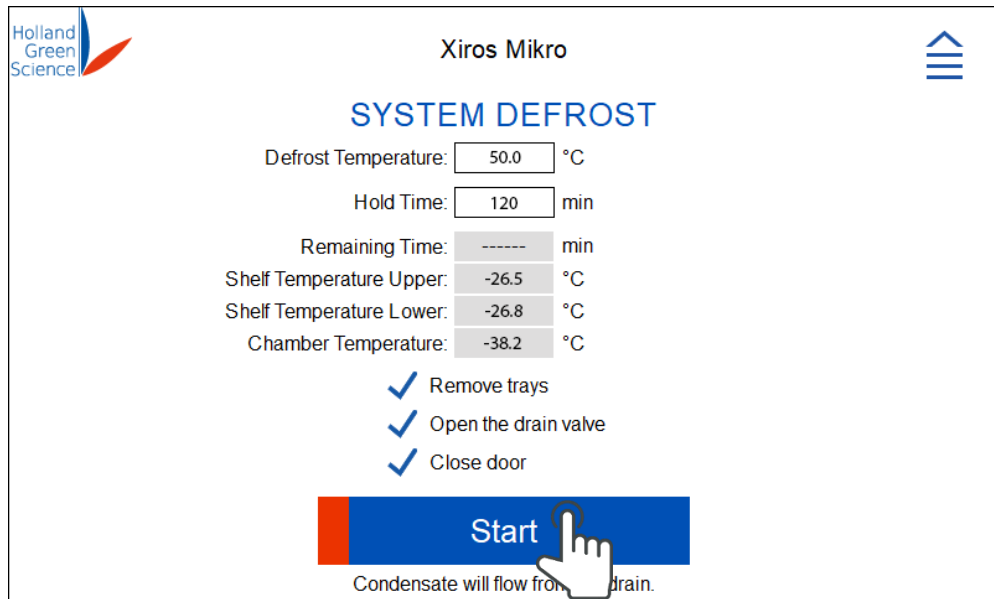 Holland
Green
Science
Xiros Mikro
SYSTEM DEFROST
Defrost Temperature: 50.0 °C
Hold Time: 120 min
Remaining Time: ------ min
Shelf Temperature Upper: -26.5 °C
Shelf Temperature Lower: -26.8 °C
Chamber Temperature: -38.2 °C
Remove trays
Open the drain valve
Close door
Start
Condensate will flow drain.